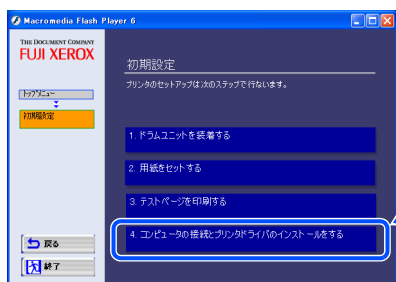 Macromedia Flash Player 6
THE DOCUMENT COMPANY
FUJI XEROX
初期設定
プリンタのセットアップは次のステップで行ないます。
トップメニュー
初期設定
1. ドラムユニットを装着する
2. 用紙をセットする
3. テストページを印刷する
4. コンピュータの接続とプリンタドライバのインストールをする
戻る
終了